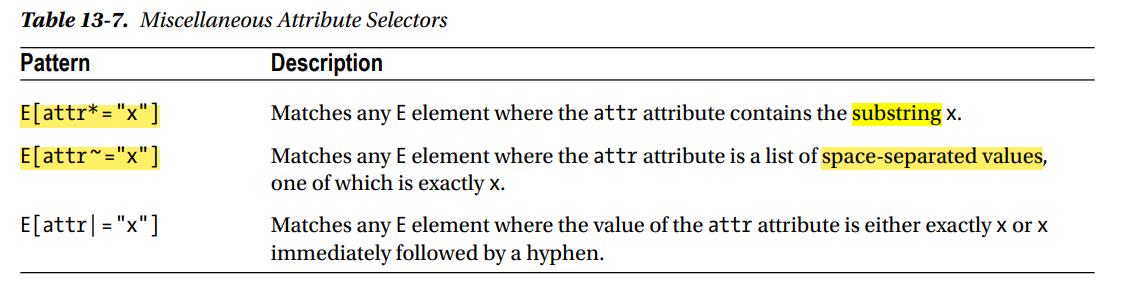 Table 13-7. Miscellaneous Attribute Selectors
Pattern Description
E[attr*="x"] Matches any E element where the attr attribute contains the substring x.
E[attr~="x"] Matches any E element where the attr attribute is a list of space-separated values,
one of which is exactly x.
E[attr|="x"] Matches any E element where the value of the attr attribute is either exactly x or x
immediately followed by a hyphen.